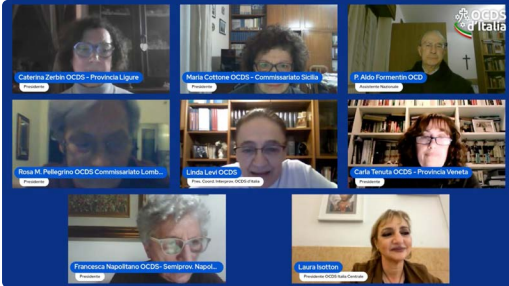 OCDS
d'Italia
Caterina Zerbin OCDS - Provincia Ligure
Presidente
Maria Cottone OCDS - Commissariato Sicilia
Presidente
P. Aldo Formentin OCD
Assistente Nazionale
Rosa M. Pellegrino OCDS Commissariato Lomb...
Presidente
Linda Levi OCDS
Pres. Coord. Interprov. OCDS d'Italia
Carla Tenuta OCDS - Provincia Veneta
Presidente
Francesca Napolitano OCDS- Semiprov. Napol...
Presidente
Laura Isotton
Presidente OCDS Italia Centrale